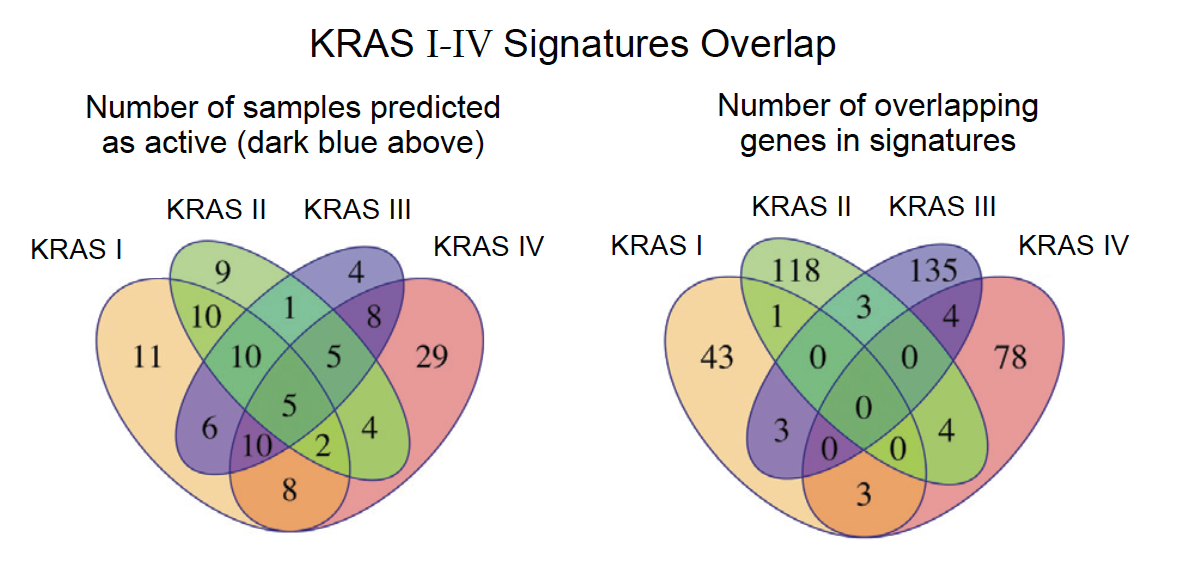 KRAS I-IV Signatures Overlap
Number of samples predicted
as active (dark blue above)
KRAS I
KRAS II
KRAS III
KRAS IV
9
4
10
1
8
11
10
5
29
5
6
10
2
4
8
Number of overlapping
genes in signatures
KRAS I
KRAS II
KRAS III
KRAS IV
118
135
1
3
4
43
0
0
78
0
3
0
0
4
3